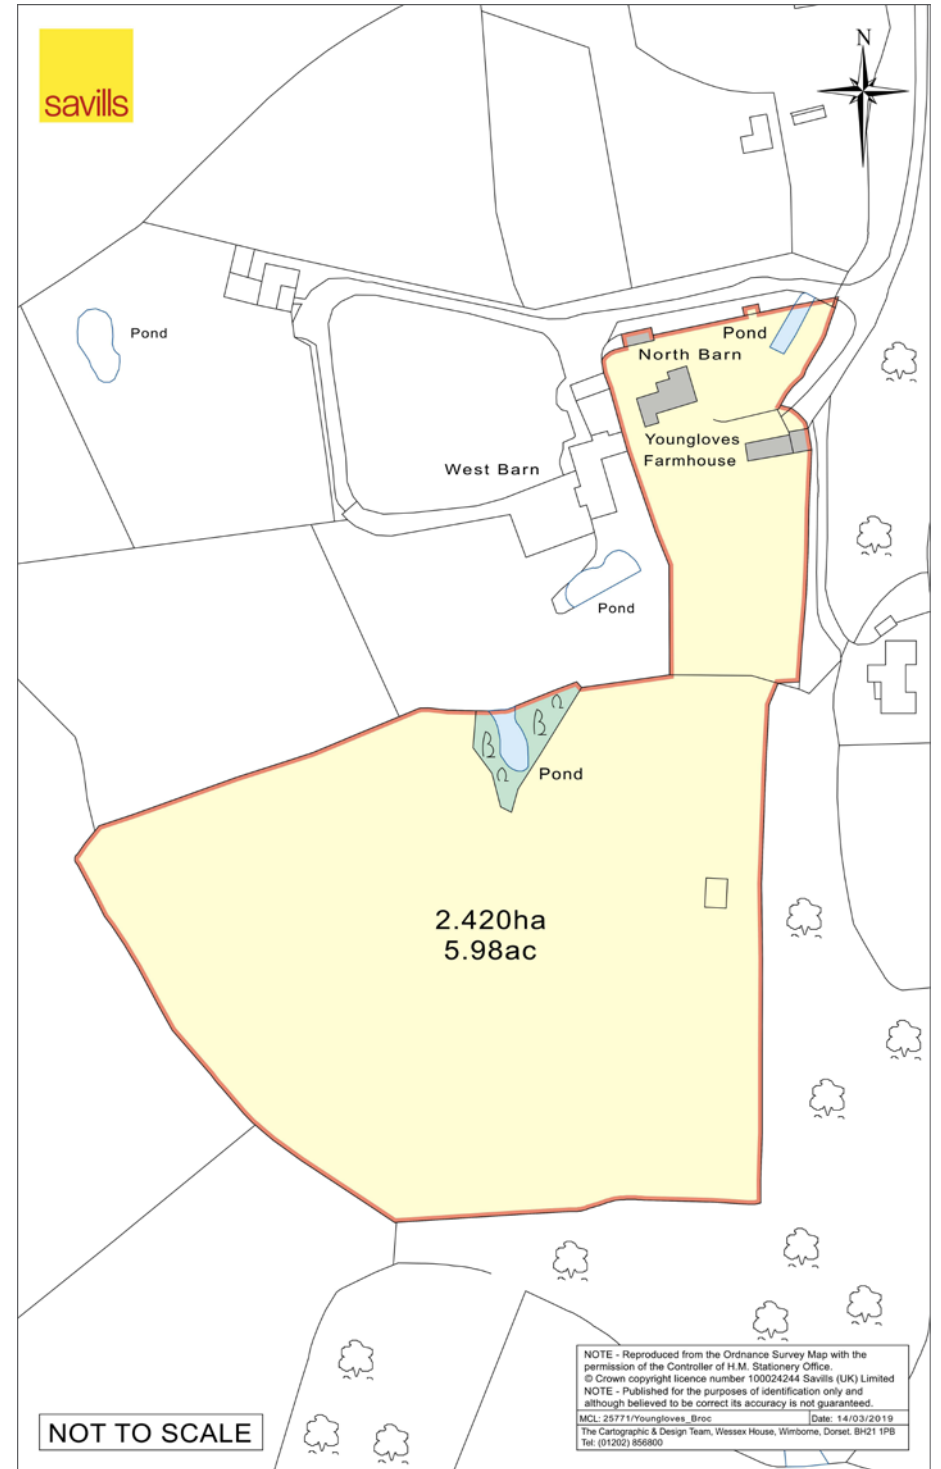 savills
N
Pond
Pond
North Barn
Youngloves
Farmhouse
West Barn
Pond
Pond
2.420ha
5.98ac
NOT TO SCALE
NOTE - Reproduced from the Ordnance Survey Map with the
permission of the Controller of H.M. Stationery Office.
© Crown copyright licence number 100024244 Savills (UK) Limited
NOTE - Published for the purposes of identification only and
although believed to be correct its accuracy is not guaranteed.
MCL: 25771/Youngloves_Broc Date: 14/03/2019
The Cartographic & Design Team, Wessex House, Wimborne, Dorset. BH21 1PB
Tel: (01202) 856800